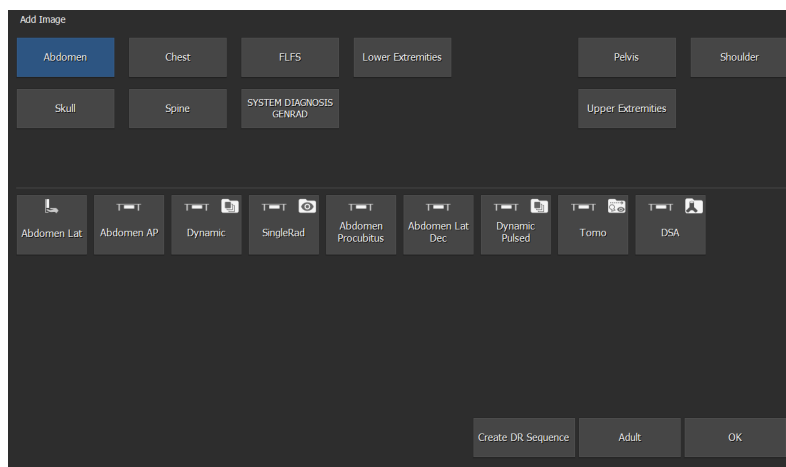 Add Image
Abdomen
Chest
FLFS
Lower Extremities
Pelvis
Shoulder
Skull
Spine
SYSTEM DIAGNOSIS
GENRAD
Upper Extremities
Abdomen Lat
Abdomen AP
Dynamic
SingleRad
Abdomen
Procubitus
Abdomen Lat
Dec
Dynamic
Pulsed
Tomo
DSA
Create DR Sequence
Adult
OK